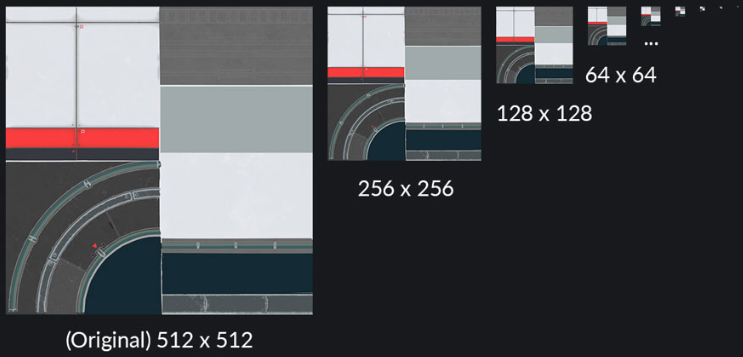 64 x 64
128 x 128
256 x 256
(Original) 512 x 512